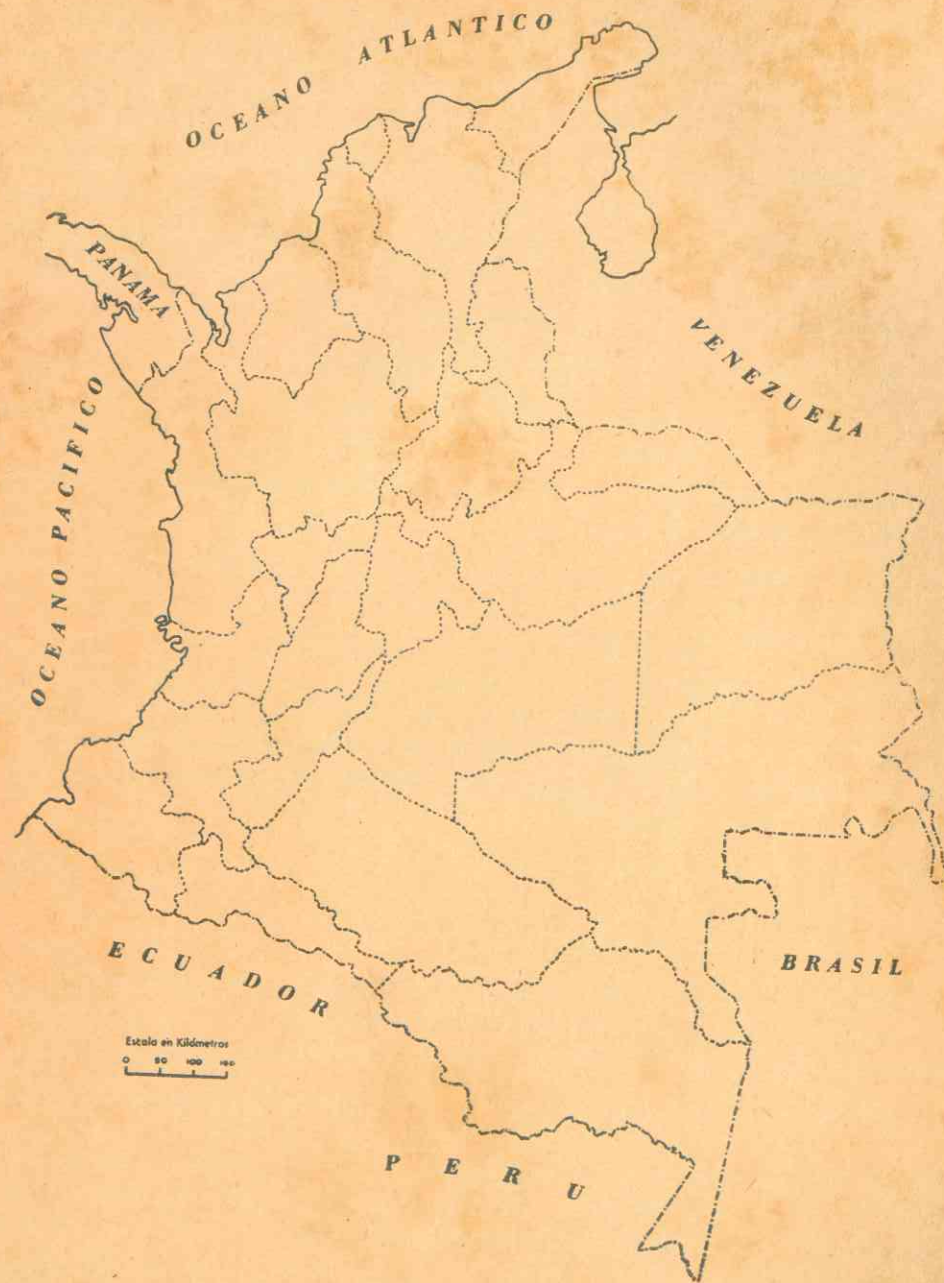 OCEANO ATLANTICO
PANAMA
VENEZUELA
OCEANO PACIFICO
ECUADOR
BRASIL
Escala en Kilómetros
0 50 100 150
PERU